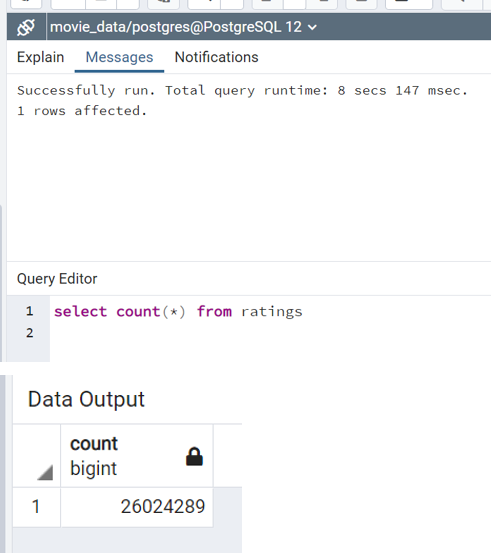 movie_data/postgres@PostgreSQL 12
Explain Messages Notifications
Successfully run. Total query runtime: 8 secs 147 msec.
1 rows affected.
Query Editor
1 select count(*) from ratings
2
Data Output
count
bigint
1 26024289